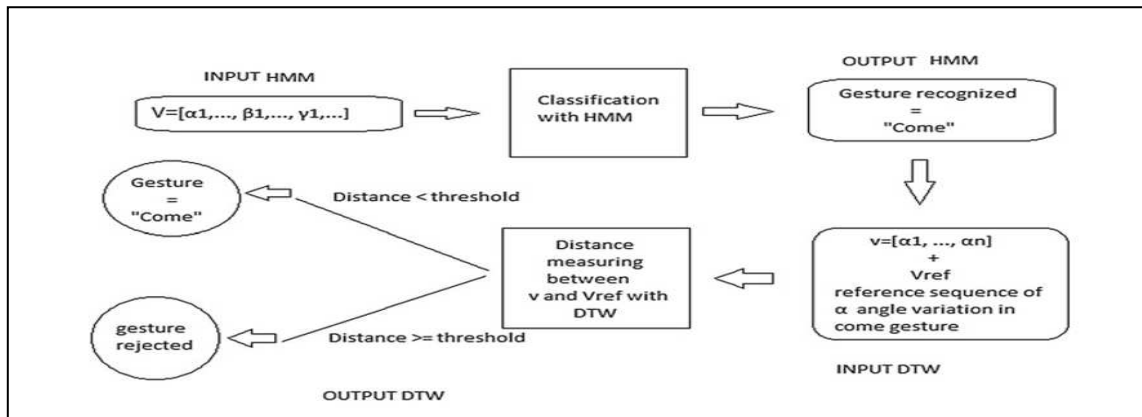 INPUT HMM
V=[α1,..., β1,..., γ1,...]
Classification
with HMM
OUTPUT HMM
Gesture recognized
=
"Come"
v=[α1, ..., αn]
+
Vref
reference sequence of
α angle variation in
come gesture
INPUT DTW
Distance
measuring
between
v and Vref with
DTW
Distance < threshold
Gesture
=
"Come"
Distance >= threshold
gesture
rejected
OUTPUT DTW